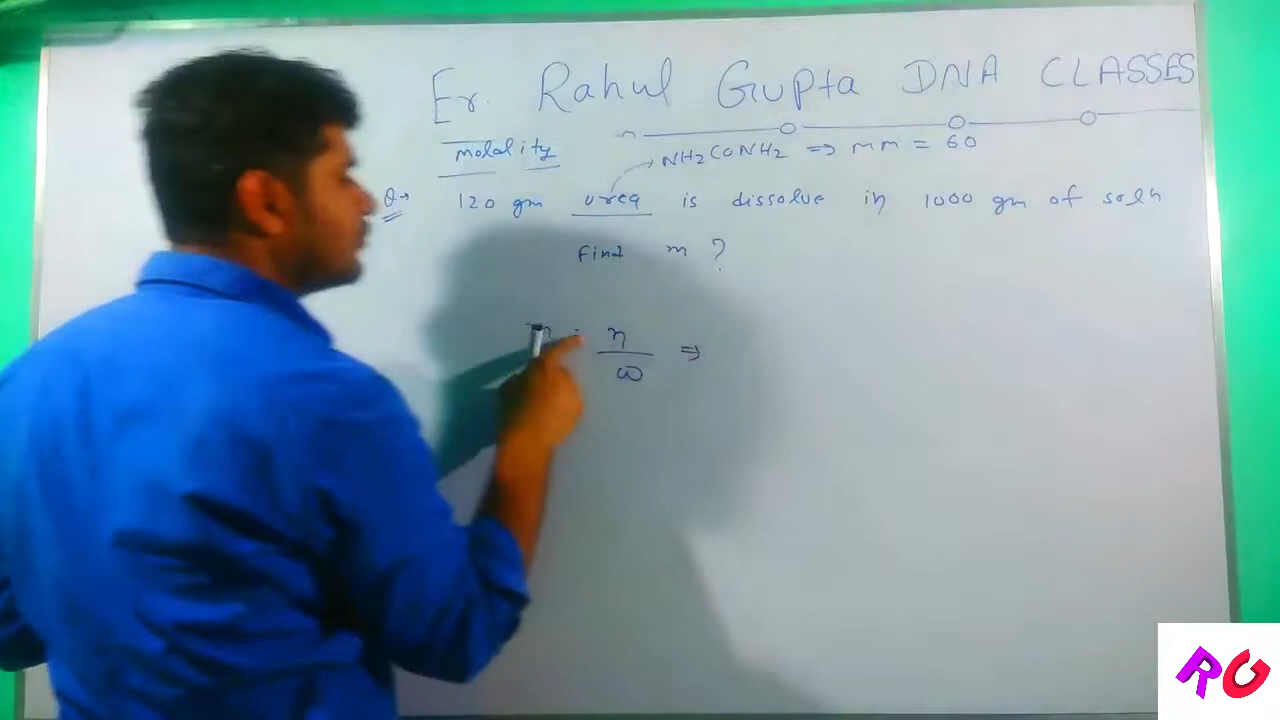 Er. Rahul Gupta DNA CLASSES
Molality
NH2CONH2 ⇒ mm = 60
Q→ 120 gm urea is dissolve in 1000 gm of soln
Find m ?
m = n / w ⇒
RG